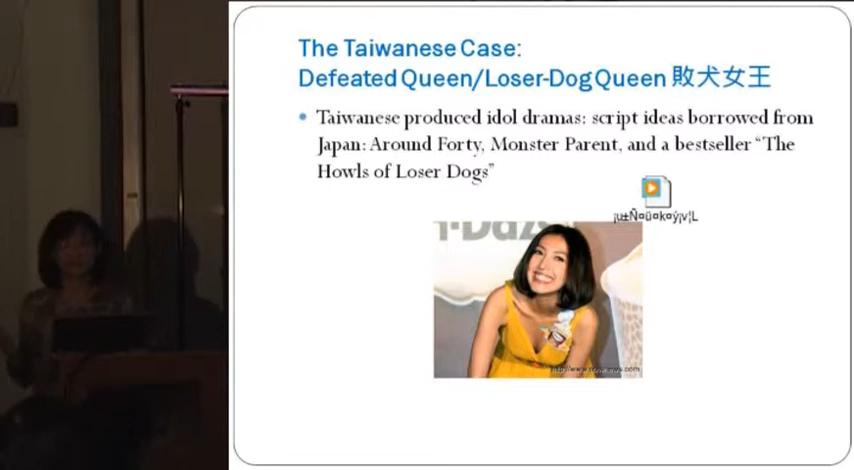 The Taiwanese Case:
Defeated Queen/Loser-Dog Queen 敗犬女王
• Taiwanese produced idol dramas: script ideas borrowed from
Japan: Around Forty, Monster Parent, and a bestseller “The
Howls of Loser Dogs”